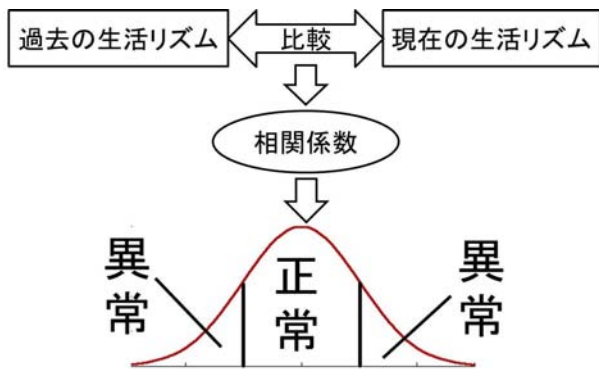 過去の生活リズム
比較
現在の生活リズム
相関係数
異常
正常
異常